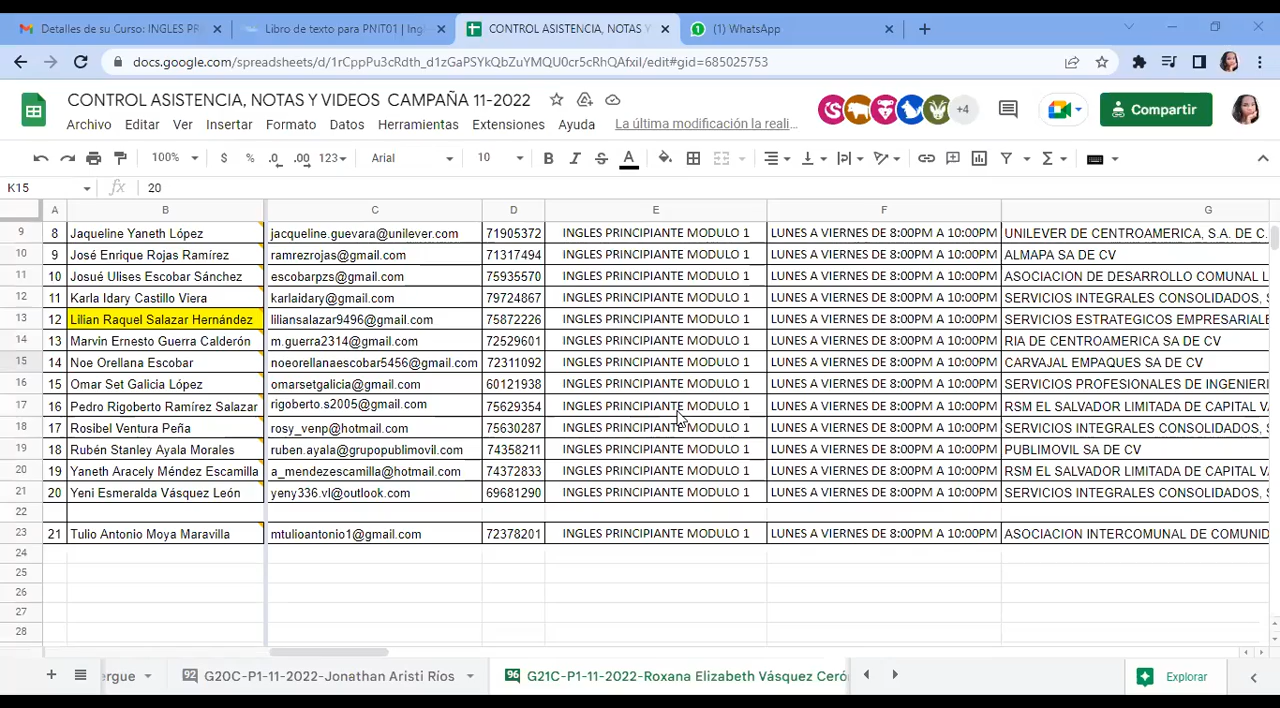 Detalles de su Curso: INGLES PR
Libro de texto para PNIT01 | Ingl
CONTROL ASISTENCIA, NOTAS Y
(1) WhatsApp
docs.google.com/spreadsheets/d/1rCppPu3cRdth_d1zGaPSYkQbZuYMQU0cr5cRhQAfxiI/edit#gid=685025753
CONTROL ASISTENCIA, NOTAS Y VIDEOS CAMPAÑA 11-2022
+4
Compartir
Archivo Editar Ver Insertar Formato Datos Herramientas Extensiones Ayuda La última modificación la reali...
100% $ % .0 .00 123 Arial 10 B I S A
K15 fx 20
A B C D E F G
9 8 Jaqueline Yaneth López jacqueline.guevara@unilever.com 71905372 INGLES PRINCIPIANTE MODULO 1 LUNES A VIERNES DE 8:00PM A 10:00PM UNILEVER DE CENTROAMERICA, S.A. DE C.
10 9 José Enrique Rojas Ramírez ramrezrojas@gmail.com 71317494 INGLES PRINCIPIANTE MODULO 1 LUNES A VIERNES DE 8:00PM A 10:00PM ALMAPA SA DE CV
11 10 Josué Ulises Escobar Sánchez escobarpzs@gmail.com 75935570 INGLES PRINCIPIANTE MODULO 1 LUNES A VIERNES DE 8:00PM A 10:00PM ASOCIACION DE DESARROLLO COMUNAL L
12 11 Karla Idary Castillo Viera karlaidary@gmail.com 79724867 INGLES PRINCIPIANTE MODULO 1 LUNES A VIERNES DE 8:00PM A 10:00PM SERVICIOS INTEGRALES CONSOLIDADOS, S
13 12 Lilian Raquel Salazar Hernández liliansalazar9496@gmail.com 75872226 INGLES PRINCIPIANTE MODULO 1 LUNES A VIERNES DE 8:00PM A 10:00PM SERVICIOS ESTRATEGICOS EMPRESARIALE
14 13 Marvin Ernesto Guerra Calderón m.guerra2314@gmail.com 72529601 INGLES PRINCIPIANTE MODULO 1 LUNES A VIERNES DE 8:00PM A 10:00PM RIA DE CENTROAMERICA SA DE CV
15 14 Noe Orellana Escobar noeorellanaescobar5456@gmail.com 72311092 INGLES PRINCIPIANTE MODULO 1 LUNES A VIERNES DE 8:00PM A 10:00PM CARVAJAL EMPAQUES SA DE CV
16 15 Omar Set Galicia López omarsetgalicia@gmail.com 60121938 INGLES PRINCIPIANTE MODULO 1 LUNES A VIERNES DE 8:00PM A 10:00PM SERVICIOS PROFESIONALES DE INGENIERI
17 16 Pedro Rigoberto Ramírez Salazar rigoberto.s2005@gmail.com 75629354 INGLES PRINCIPIANTE MODULO 1 LUNES A VIERNES DE 8:00PM A 10:00PM RSM EL SALVADOR LIMITADA DE CAPITAL VA
18 17 Rosibel Ventura Peña rosy_venp@hotmail.com 75630287 INGLES PRINCIPIANTE MODULO 1 LUNES A VIERNES DE 8:00PM A 10:00PM SERVICIOS INTEGRALES CONSOLIDADOS, S
19 18 Rubén Stanley Ayala Morales ruben.ayala@grupopublimovil.com 74358211 INGLES PRINCIPIANTE MODULO 1 LUNES A VIERNES DE 8:00PM A 10:00PM PUBLIMOVIL SA DE CV
20 19 Yaneth Aracely Méndez Escamilla a_mendezescamilla@hotmail.com 74372833 INGLES PRINCIPIANTE MODULO 1 LUNES A VIERNES DE 8:00PM A 10:00PM RSM EL SALVADOR LIMITADA DE CAPITAL VA
21 20 Yeni Esmeralda Vásquez León yeny336.vl@outlook.com 69681290 INGLES PRINCIPIANTE MODULO 1 LUNES A VIERNES DE 8:00PM A 10:00PM SERVICIOS INTEGRALES CONSOLIDADOS, S
22
23 21 Tulio Antonio Moya Maravilla mtulioantonio1@gmail.com 72378201 INGLES PRINCIPIANTE MODULO 1 LUNES A VIERNES DE 8:00PM A 10:00PM ASOCIACION INTERCOMUNAL DE COMUNID
24
25
26
27
28
ergue 92 G20C-P1-11-2022-Jonathan Aristi Ríos 96 G21C-P1-11-2022-Roxana Elizabeth Vásquez Ceró Explorar